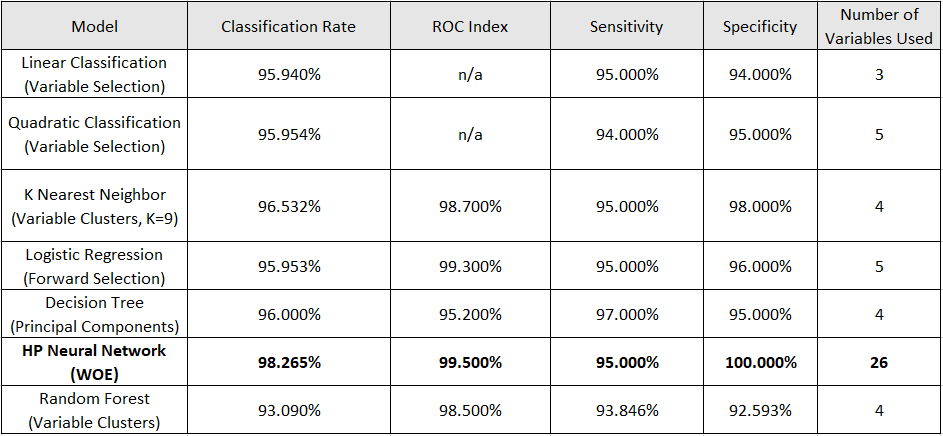 Model Classification Rate ROC Index Sensitivity Specificity Number of Variables Used
Linear Classification (Variable Selection) 95.940% n/a 95.000% 94.000% 3
Quadratic Classification (Variable Selection) 95.954% n/a 94.000% 95.000% 5
K Nearest Neighbor (Variable Clusters, K=9) 96.532% 98.700% 95.000% 98.000% 4
Logistic Regression (Forward Selection) 95.953% 99.300% 95.000% 96.000% 5
Decision Tree (Principal Components) 96.000% 95.200% 97.000% 95.000% 4
HP Neural Network (WOE) 98.265% 99.500% 95.000% 100.000% 26
Random Forest (Variable Clusters) 93.090% 98.500% 93.846% 92.593% 4